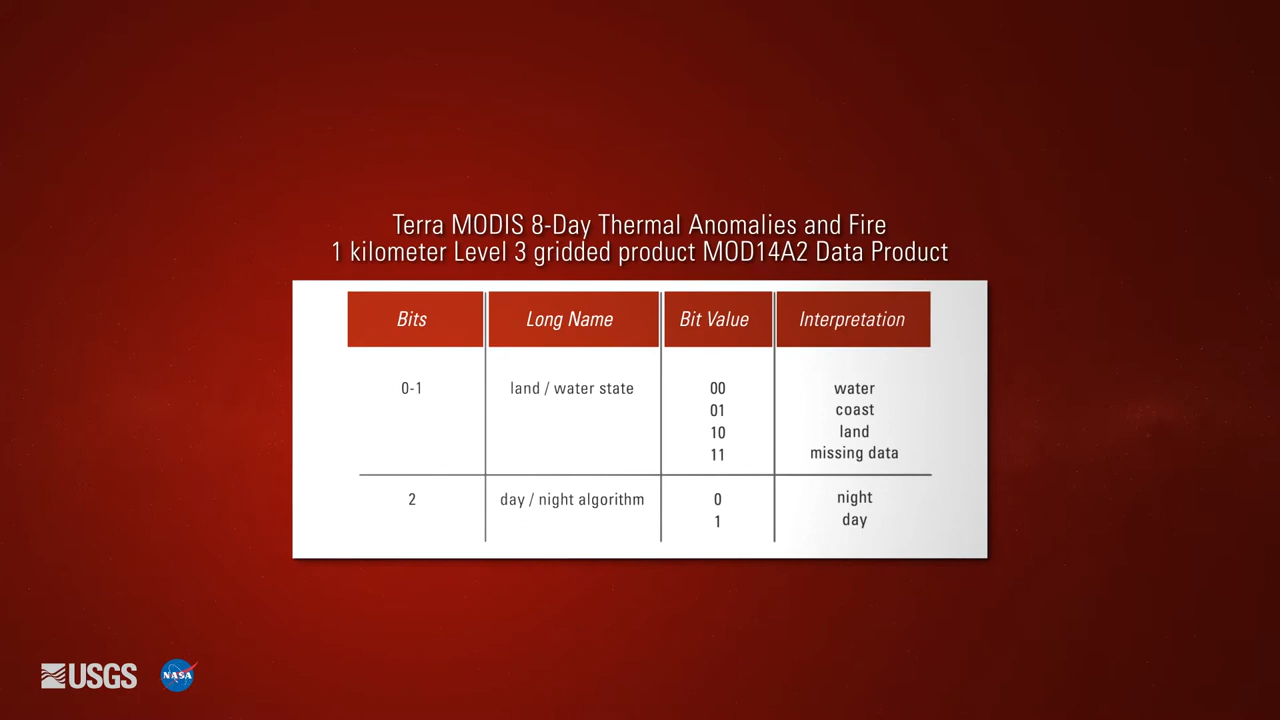 Terra MODIS 8-Day Thermal Anomalies and Fire
1 kilometer Level 3 gridded product MOD14A2 Data Product
Bits Long Name Bit Value Interpretation
0-1 land / water state 00 water
01 coast
10 land
11 missing data
2 day / night algorithm 0 night
1 day
USGS NASA